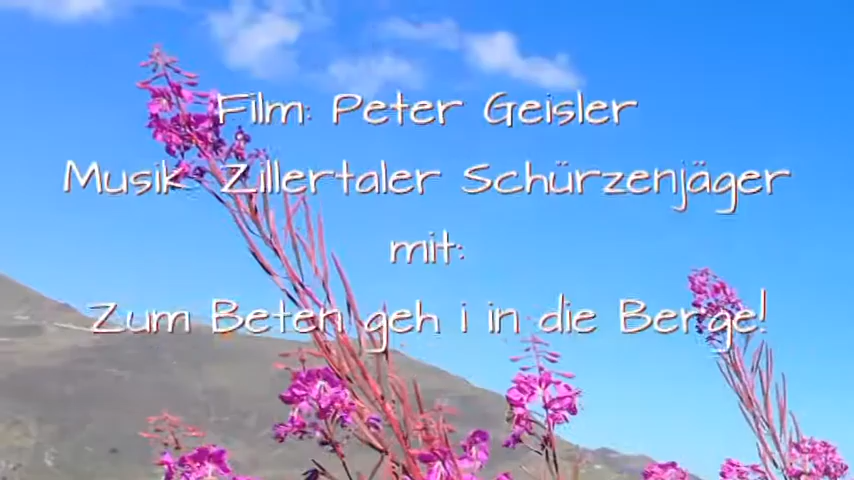 Film: Peter Geisler
Musik Zillertaler Schürzenjäger
mit:
Zum Beten geh i in die Berge!